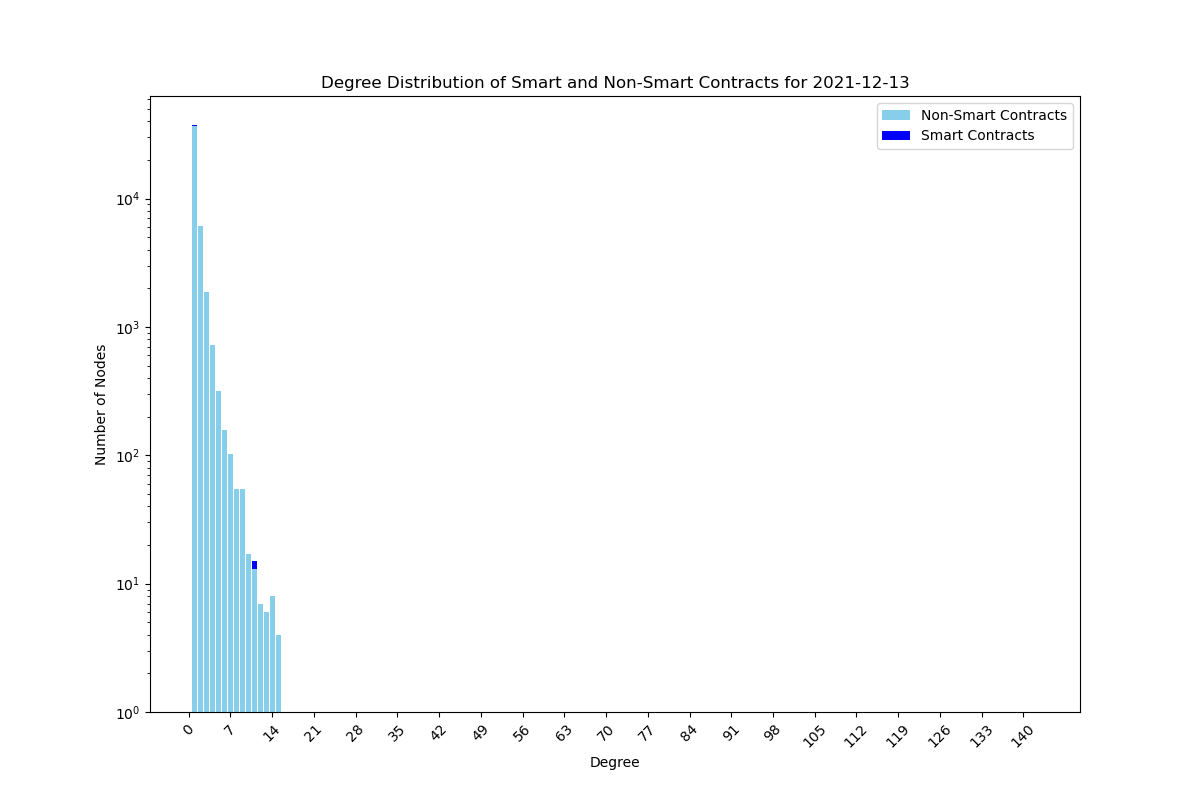 Degree Distribution of Smart and Non-Smart Contracts for 2021-12-13
Non-Smart Contracts
Smart Contracts
Number of Nodes
10⁴
10³
10²
10¹
10⁰
0 7 14 21 28 35 42 49 56 63 70 77 84 91 98 105 112 119 126 133 140
Degree